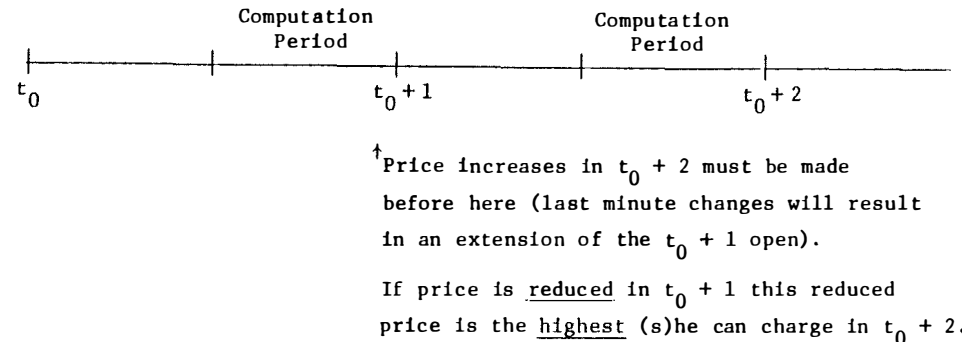 Computation Period
Computation Period
t0
t0+1
t0+2
↑Price increases in t0 + 2 must be made
before here (last minute changes will result
in an extension of the t0 + 1 open).
If price is reduced in t0 + 1 this reduced
price is the highest (s)he can charge in t0 + 2.